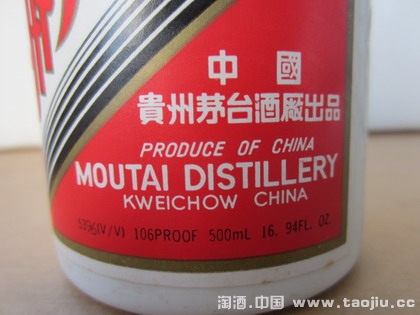 中國
貴州茅台酒廠出品
PRODUCE OF CHINA
MOUTAI DISTILLERY
KWEICHOW CHINA
53%(V/V) 106PROOF 500mL 16. 94FL. OZ.
淘酒.中国 www.taojiu.cc